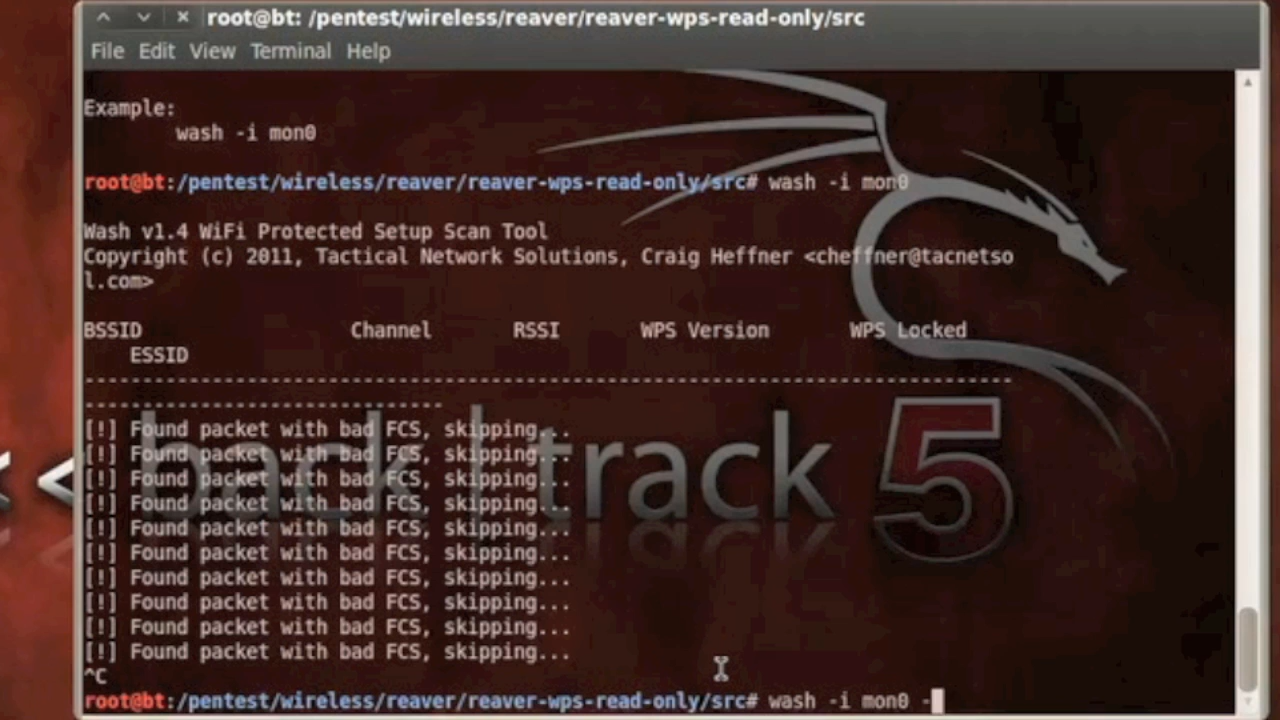 root@bt: /pentest/wireless/reaver/reaver-wps-read-only/src
File Edit View Terminal Help
Example:
wash -i mon0
root@bt:/pentest/wireless/reaver/reaver-wps-read-only/src# wash -i mon0
Wash v1.4 WiFi Protected Setup Scan Tool
Copyright (c) 2011, Tactical Network Solutions, Craig Heffner <cheffner@tacnetso
l.com>
BSSID Channel RSSI WPS Version WPS Locked
ESSID
--------------------------------------------------------------------------------
-------------------------------
[!] Found packet with bad FCS, skipping...
[!] Found packet with bad FCS, skipping...
[!] Found packet with bad FCS, skipping...
[!] Found packet with bad FCS, skipping...
[!] Found packet with bad FCS, skipping...
[!] Found packet with bad FCS, skipping...
[!] Found packet with bad FCS, skipping...
[!] Found packet with bad FCS, skipping...
[!] Found packet with bad FCS, skipping...
[!] Found packet with bad FCS, skipping...
^C
root@bt:/pentest/wireless/reaver/reaver-wps-read-only/src# wash -i mon0 -
<< back | track 5